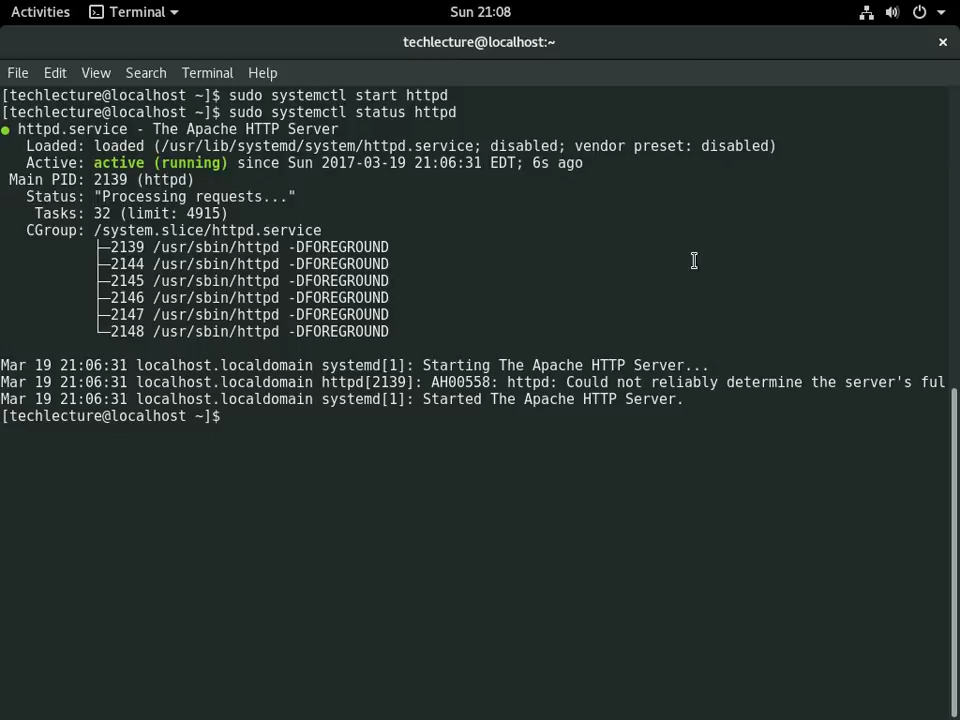 Activities Terminal Sun 21:08
techlecture@localhost:~ ×
File Edit View Search Terminal Help
[techlecture@localhost ~]$ sudo systemctl start httpd
[techlecture@localhost ~]$ sudo systemctl status httpd
● httpd.service - The Apache HTTP Server
   Loaded: loaded (/usr/lib/systemd/system/httpd.service; disabled; vendor preset: disabled)
   Active: active (running) since Sun 2017-03-19 21:06:31 EDT; 6s ago
 Main PID: 2139 (httpd)
   Status: "Processing requests..."
    Tasks: 32 (limit: 4915)
   CGroup: /system.slice/httpd.service
           ├─2139 /usr/sbin/httpd -DFOREGROUND
           ├─2144 /usr/sbin/httpd -DFOREGROUND
           ├─2145 /usr/sbin/httpd -DFOREGROUND
           ├─2146 /usr/sbin/httpd -DFOREGROUND
           ├─2147 /usr/sbin/httpd -DFOREGROUND
           └─2148 /usr/sbin/httpd -DFOREGROUND
Mar 19 21:06:31 localhost.localdomain systemd[1]: Starting The Apache HTTP Server...
Mar 19 21:06:31 localhost.localdomain httpd[2139]: AH00558: httpd: Could not reliably determine the server's ful
Mar 19 21:06:31 localhost.localdomain systemd[1]: Started The Apache HTTP Server.
[techlecture@localhost ~]$